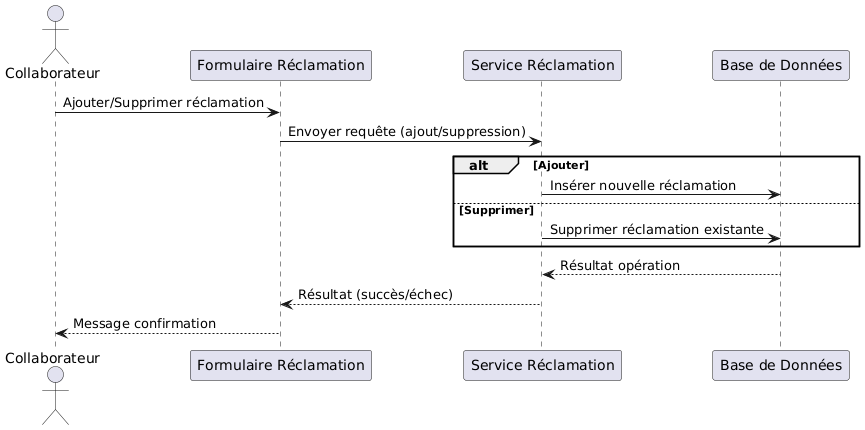 Collaborateur
Formulaire Réclamation
Service Réclamation
Base de Données
Ajouter/Supprimer réclamation
Envoyer requête (ajout/suppression)
alt
[Ajouter]
Insérer nouvelle réclamation
[Supprimer]
Supprimer réclamation existante
Résultat opération
Résultat (succès/échec)
Message confirmation
Collaborateur
Formulaire Réclamation
Service Réclamation
Base de Données